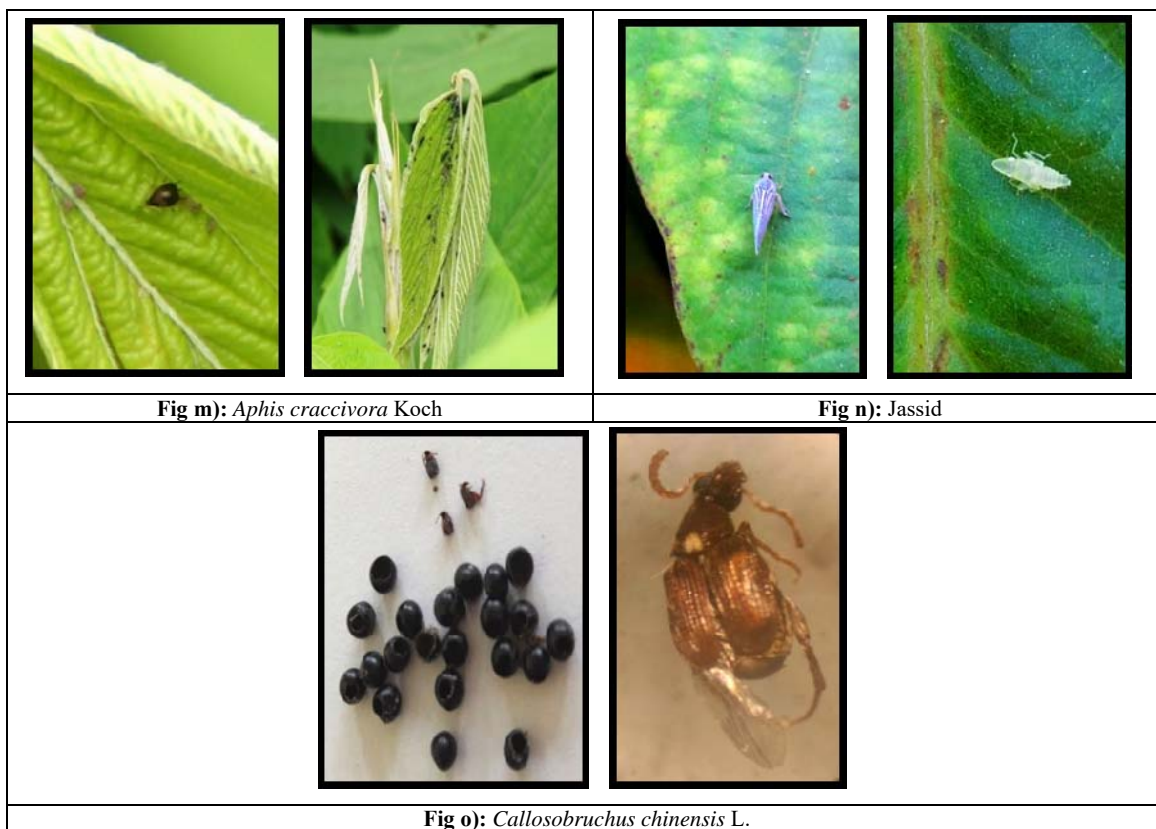 Fig m): Aphis craccivora Koch
Fig n): Jassid
Fig o): Callosobruchus chinensis L.